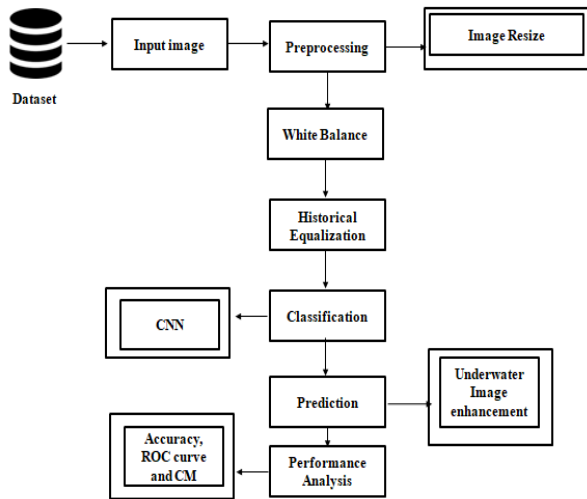 Dataset
Input image
Preprocessing
Image Resize
White Balance
Historical
Equalization
CNN
Classification
Prediction
Underwater
Image
enhancement
Accuracy,
ROC curve
and CM
Performance
Analysis